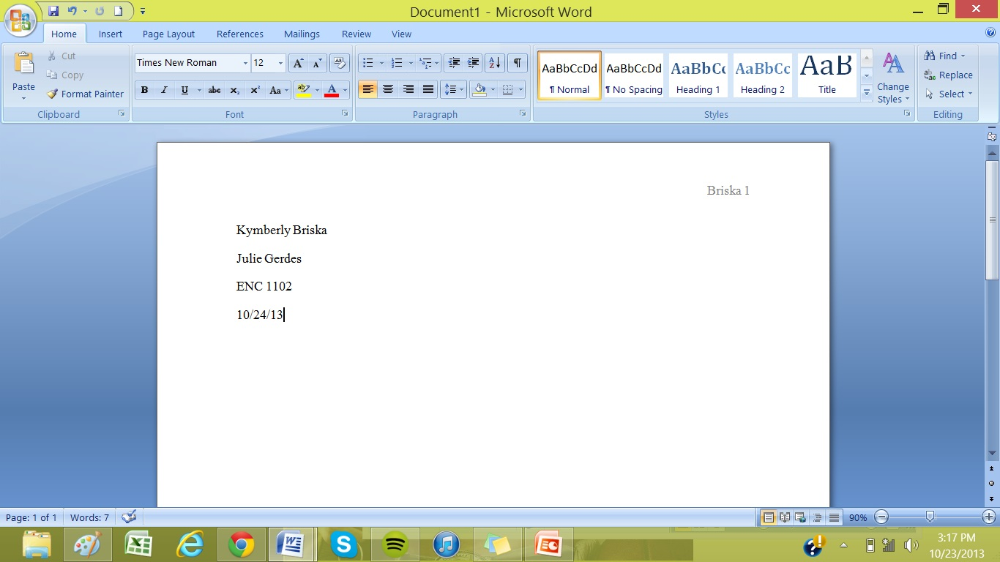 Document1 - Microsoft Word
Home Insert Page Layout References Mailings Review View
Paste
Cut
Copy
Format Painter
Clipboard
Times New Roman 12
B I U abc x₂ x² Aa ab A
Font
A Z ¶
Paragraph
AaBbCcDd AaBbCcDd AaBbCc AaBbCc AaB
¶ Normal ¶ No Spacing Heading 1 Heading 2 Title
Change Styles
Styles
Find
Replace
Select
Editing
Briska 1
Kymberly Briska
Julie Gerdes
ENC 1102
10/24/13
Page: 1 of 1 Words: 7 90%
3:17 PM
10/23/2013